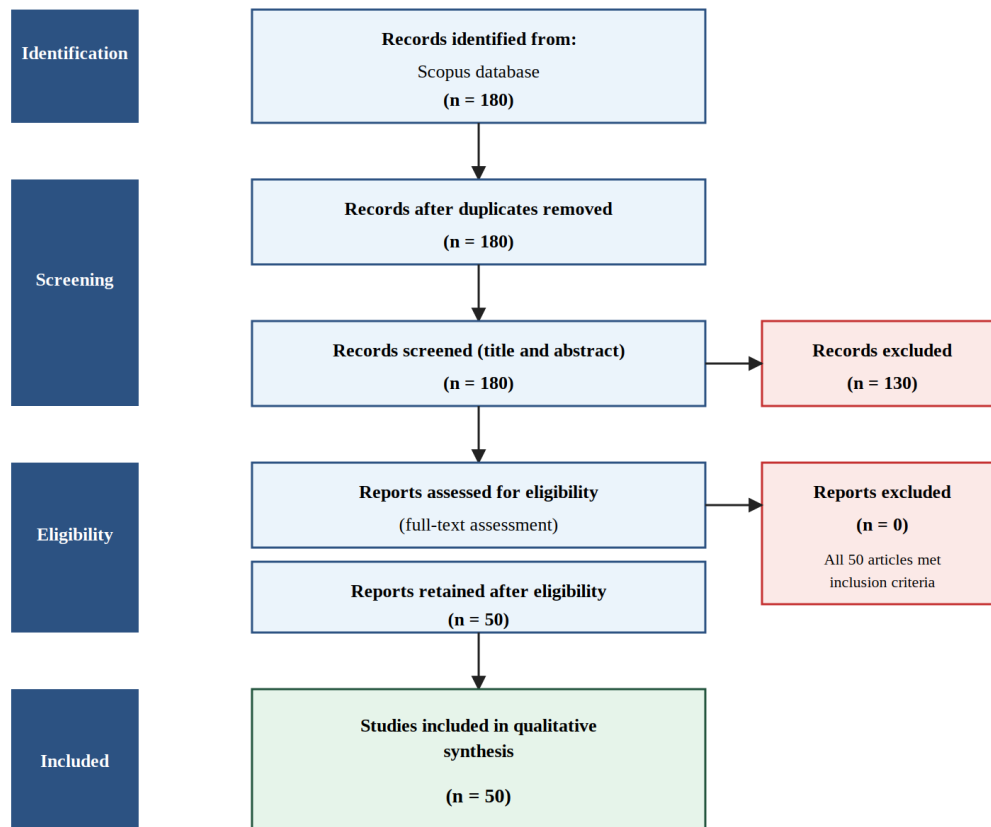 Identification
Records identified from:
Scopus database
(n = 180)
Screening
Records after duplicates removed
(n = 180)
Records screened (title and abstract)
(n = 180)
Records excluded
(n = 130)
Eligibility
Reports assessed for eligibility
(full-text assessment)
Reports excluded
(n = 0)
All 50 articles met
inclusion criteria
Reports retained after eligibility
(n = 50)
Included
Studies included in qualitative
synthesis
(n = 50)